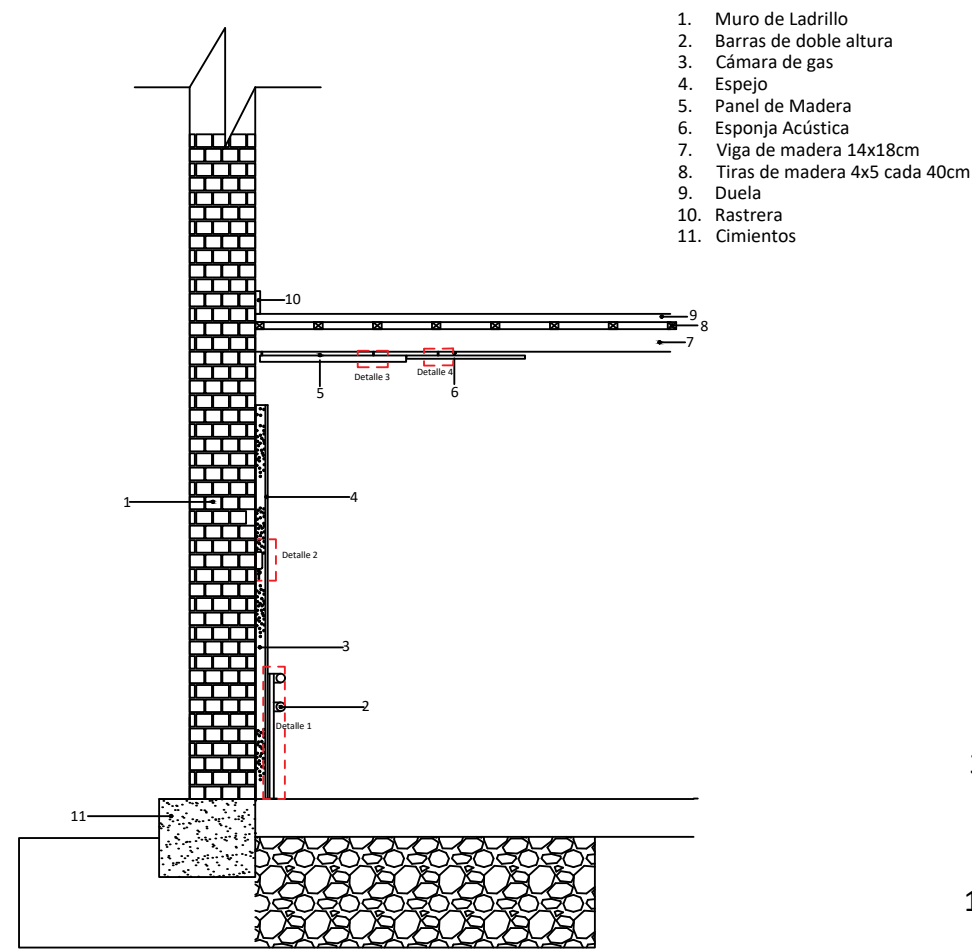 1. Muro de Ladrillo
2. Barras de doble altura
3. Cámara de gas
4. Espejo
5. Panel de Madera
6. Esponja Acústica
7. Viga de madera 14x18cm
8. Tiras de madera 4x5 cada 40cm
9. Duela
10. Rastrera
11. Cimientos
10
9
8
7
Detalle 3
Detalle 4
5
6
4
1
Detalle 2
3
2
Detalle 1
11
1